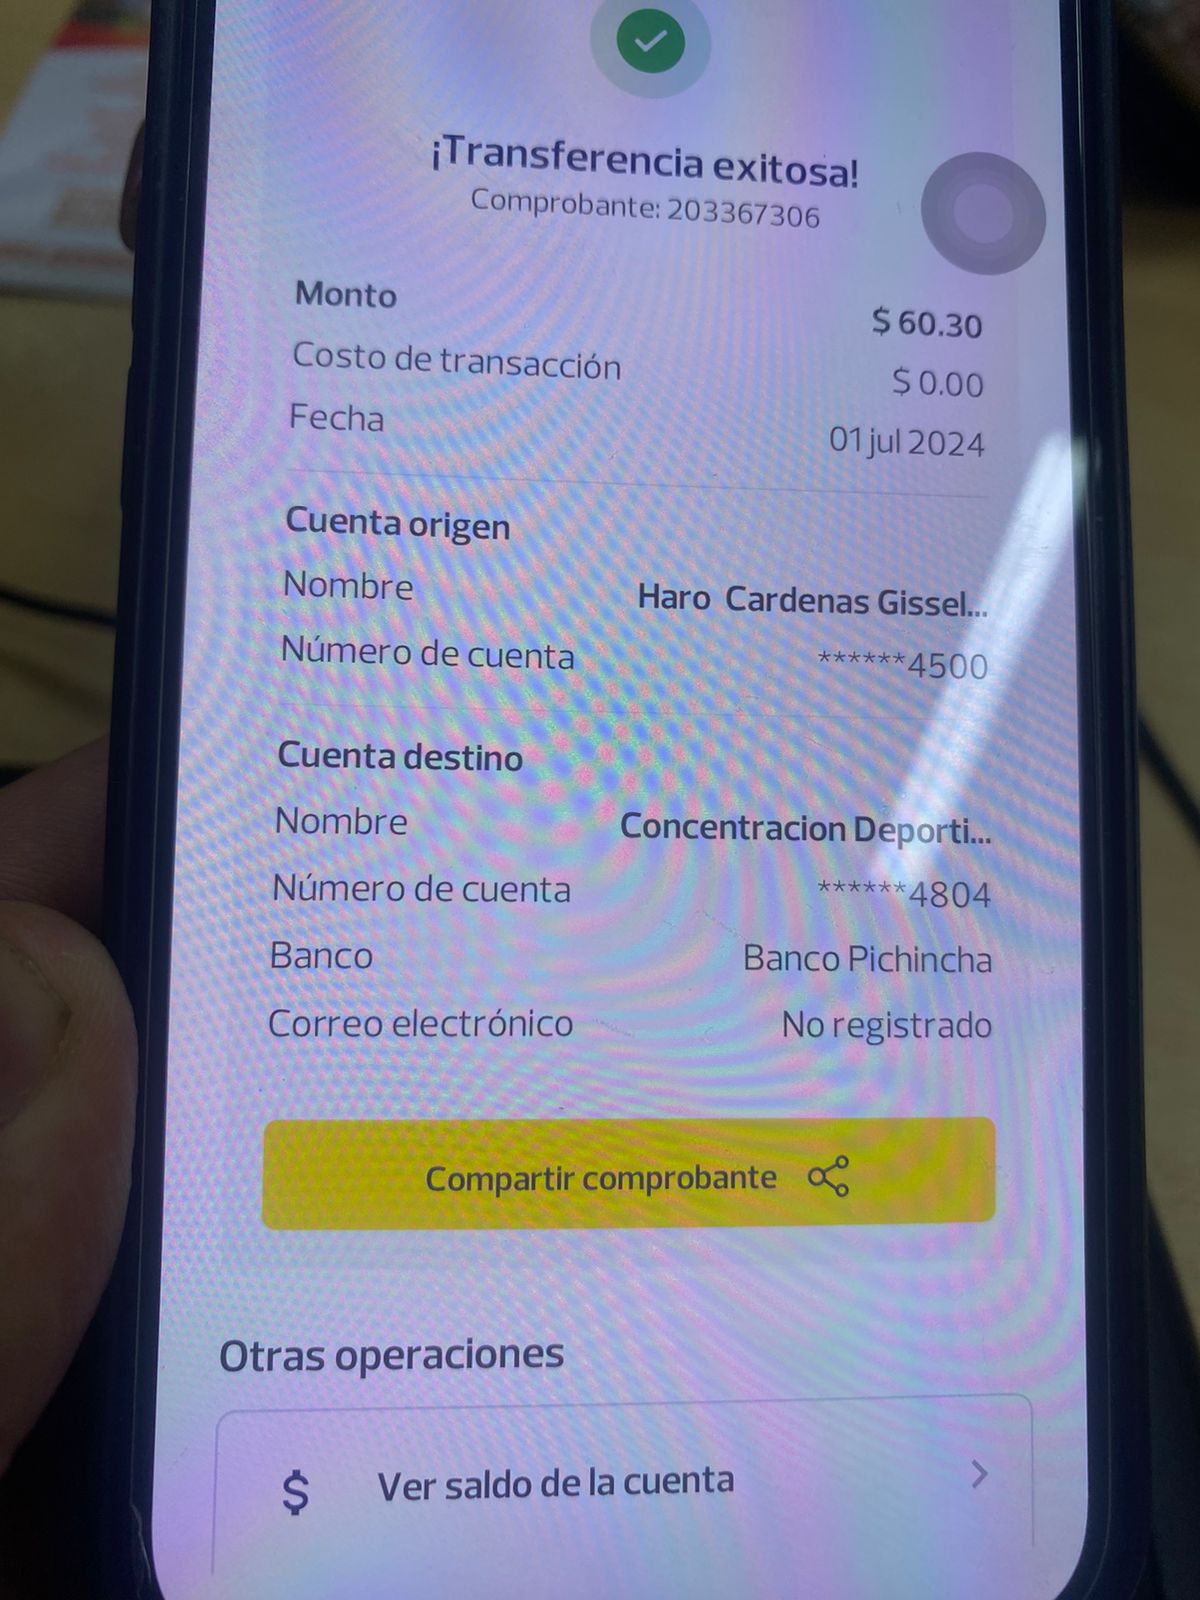 ¡Transferencia exitosa!
Comprobante: 203367306
Monto $ 60.30
Costo de transacción $ 0.00
Fecha 01 jul 2024
Cuenta origen
Nombre Haro Cardenas Gissel...
Número de cuenta ******4500
Cuenta destino
Nombre Concentracion Deporti...
Número de cuenta ******4804
Banco Banco Pichincha
Correo electrónico No registrado
Compartir comprobante
Otras operaciones
$ Ver saldo de la cuenta >